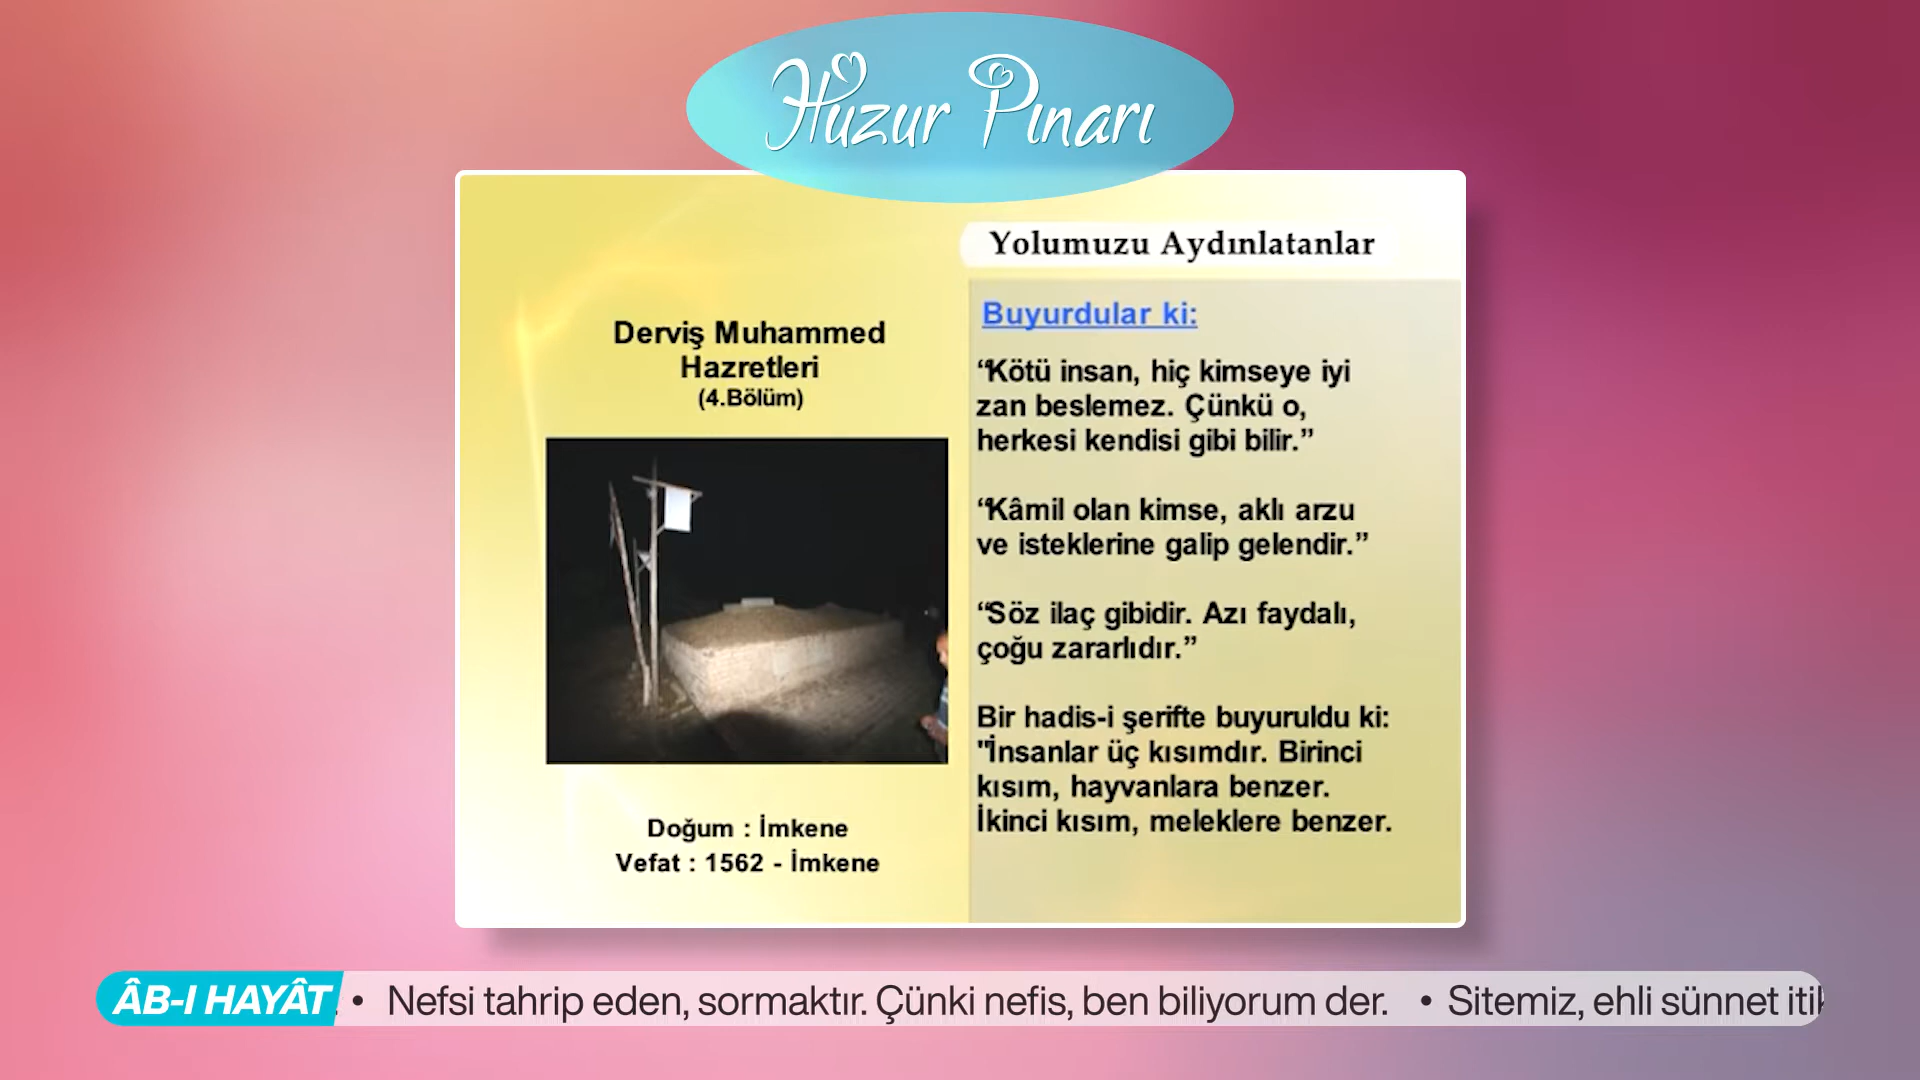 Huzur Pınarı
Yolumuzu Aydınlatanlar
Derviş Muhammed
Hazretleri
(4.Bölüm)
Doğum : İmkene
Vefat : 1562 - İmkene
Buyurdular ki:
“Kötü insan, hiç kimseye iyi
zan beslemez. Çünkü o,
herkesi kendisi gibi bilir.”
“Kâmil olan kimse, aklı arzu
ve isteklerine galip gelendir.”
“Söz ilaç gibidir. Azı faydalı,
çoğu zararlıdır.”
Bir hadis-i şerifte buyuruldu ki:
"İnsanlar üç kısımdır. Birinci
kısım, hayvanlara benzer.
İkinci kısım, meleklere benzer.
ÂB-I HAYÂT • Nefsi tahrip eden, sormaktır. Çünki nefis, ben biliyorum der. • Sitemiz, ehli sünnet